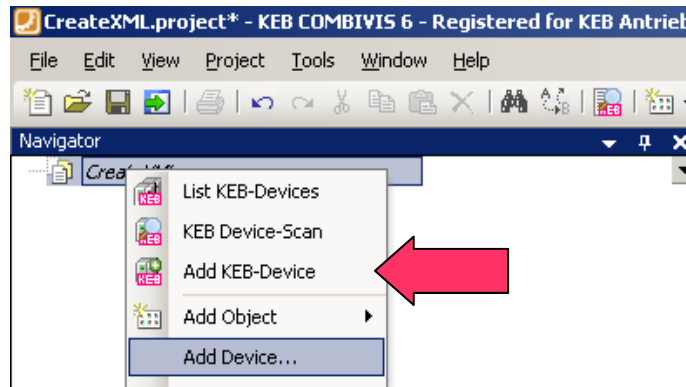 CreateXML.project* - KEB COMBIVIS 6 - Registered for KEB Antrieb
File Edit View Project Tools Window Help
Navigator
List KEB-Devices
KEB Device-Scan
Add KEB-Device
Add Object
Add Device...